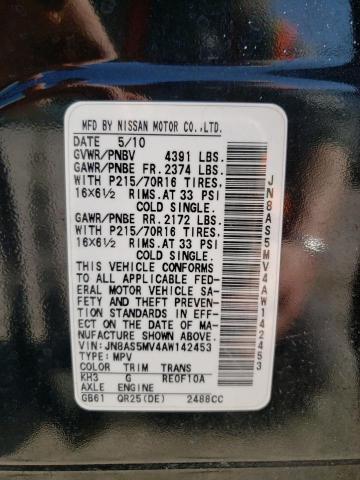 MFD BY NISSAN MOTOR CO.,LTD.
DATE 5/10
GVWR/PNBV 4391 LBS.
GAWR/PNBE FR. 2374 LBS.
WITH P215/70R16 TIRES.
16X6½ RIMS. AT 33 PSI
COLD SINGLE.
GAWR/PNBE RR. 2172 LBS.
WITH P215/70R16 TIRES.
16X6½ RIMS. AT 33 PSI
COLD SINGLE.
THIS VEHICLE CONFORMS
TO ALL APPLICABLE FED-
ERAL MOTOR VEHICLE SA-
FETY AND THEFT PREVEN-
TION STANDARDS IN EF-
FECT ON THE DATE OF MA-
NUFACTURE SHOWN ABOVE.
VIN: JN8AS5MV4AW142453
TYPE: MPV
COLOR TRIM TRANS
KH3 G RE0F10A
AXLE ENGINE
GB61 QR25(DE) 2488CC
JN8AS5MV4AW142453